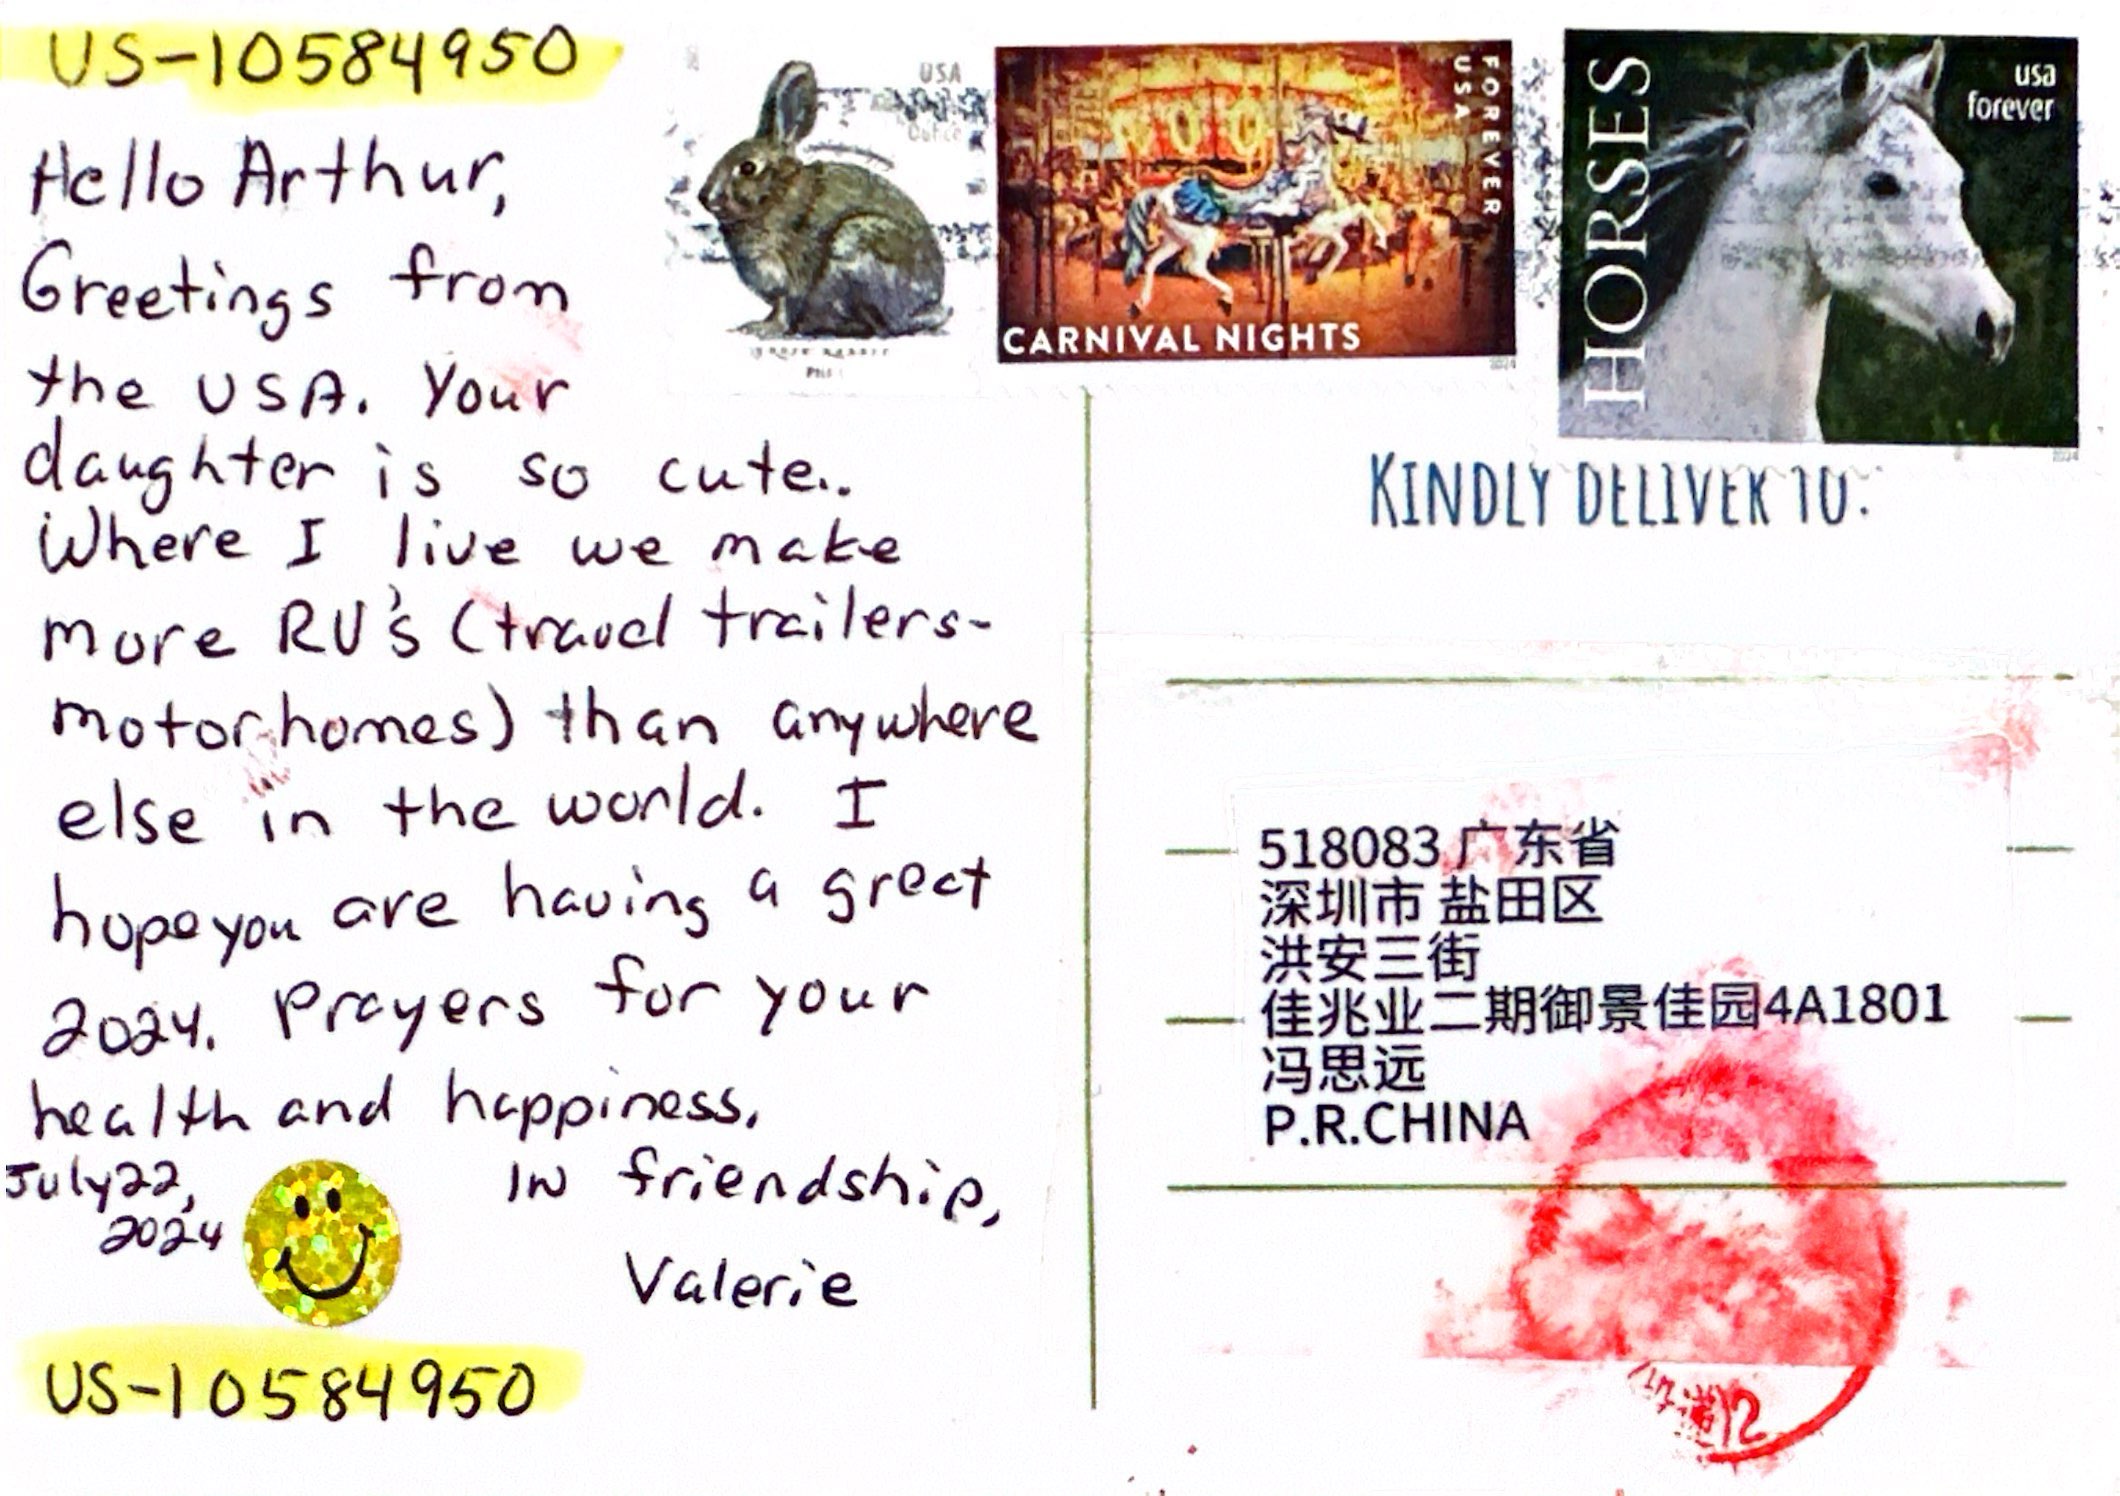 US-10584950
Hello Arthur,
Greetings from
the USA. Your
daughter is so cute..
Where I live we make
more RV's (travel trailers-
motorhomes) than anywhere
else in the world. I
hope you are having a great
2024. Prayers for your
health and happiness.
July 22,
2024
In friendship,
Valerie
US-10584950
USA
CARNIVAL NIGHTS
FOREVER
USA
2024
HORSES
usa
forever
2024
KINDLY DELIVER TO:
518083 广东省
深圳市 盐田区
洪安三街
佳兆业二期御景佳园4A1801
冯思远
P.R.CHINA
12